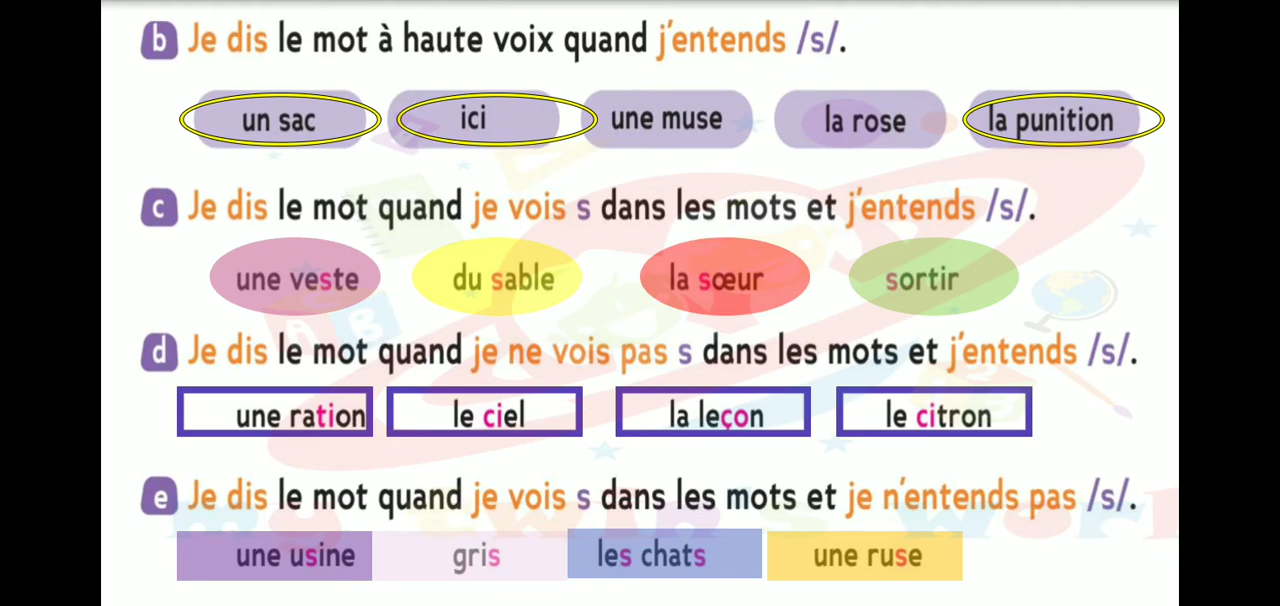 b Je dis le mot à haute voix quand j'entends /s/.
un sac ici une muse la rose la punition
c Je dis le mot quand je vois s dans les mots et j'entends /s/.
une veste du sable la sœur sortir
d Je dis le mot quand je ne vois pas s dans les mots et j'entends /s/.
une ration le ciel la leçon le citron
e Je dis le mot quand je vois s dans les mots et je n'entends pas /s/.
une usine gris les chats une ruse